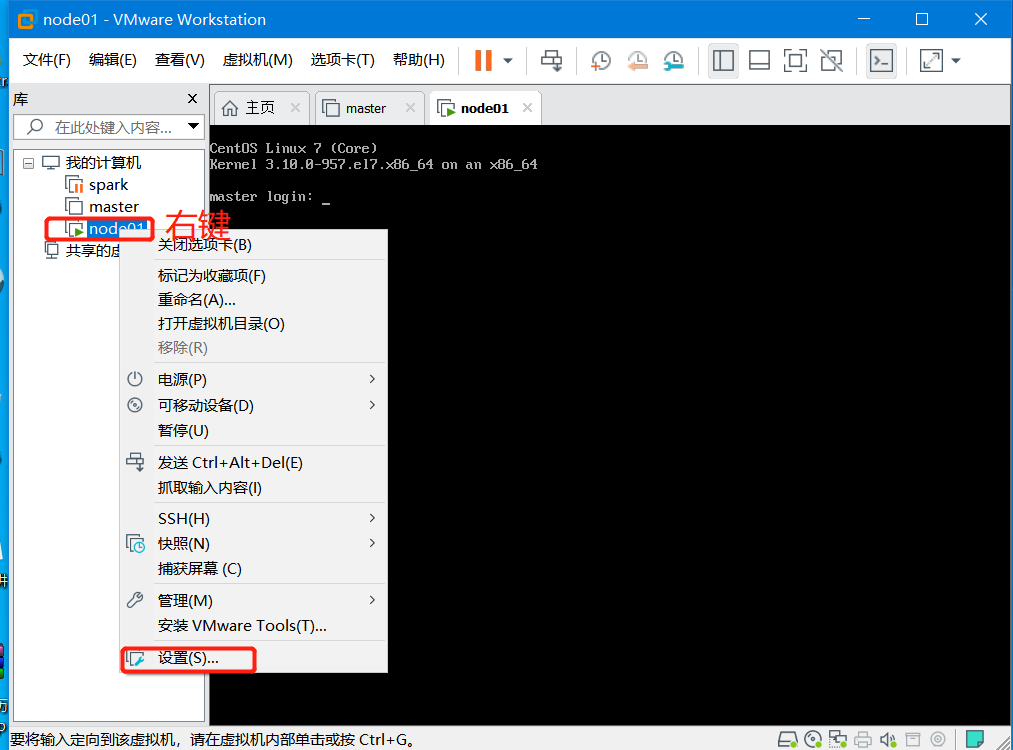 node01 - VMware Workstation
文件(F) 编辑(E) 查看(V) 虚拟机(M) 选项卡(T) 帮助(H)
库
在此处键入内容...
主页 master node01
我的计算机
spark
master
node01 右键
共享的虚
CentOS Linux 7 (Core)
Kernel 3.10.0-957.el7.x86_64 on an x86_64
master login: _
关闭选项卡(B)
标记为收藏项(F)
重命名(A)...
打开虚拟机目录(O)
移除(R)
电源(P)
可移动设备(D)
暂停(U)
发送 Ctrl+Alt+Del(E)
抓取输入内容(I)
SSH(H)
快照(N)
捕获屏幕 (C)
管理(M)
安装 VMware Tools(T)...
设置(S)...
要将输入定向到该虚拟机，请在虚拟机内部单击或按 Ctrl+G。